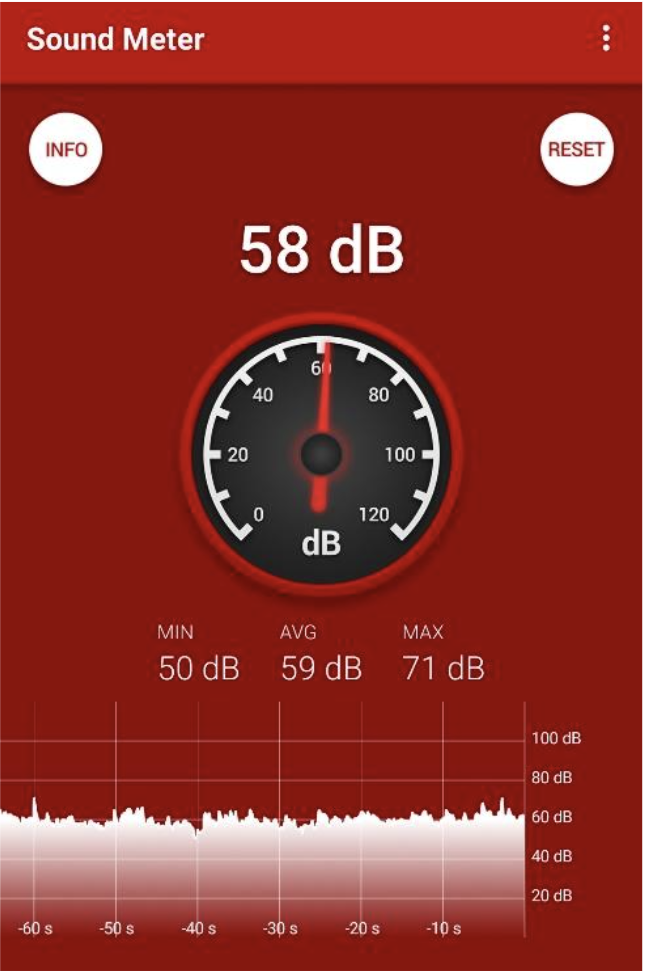 Sound Meter
INFO
RESET
58 dB
60
40
80
20
100
0
120
dB
MIN
AVG
MAX
50 dB
59 dB
71 dB
100 dB
80 dB
60 dB
40 dB
20 dB
-60 s
-50 s
-40 s
-30 s
-20 s
-10 s